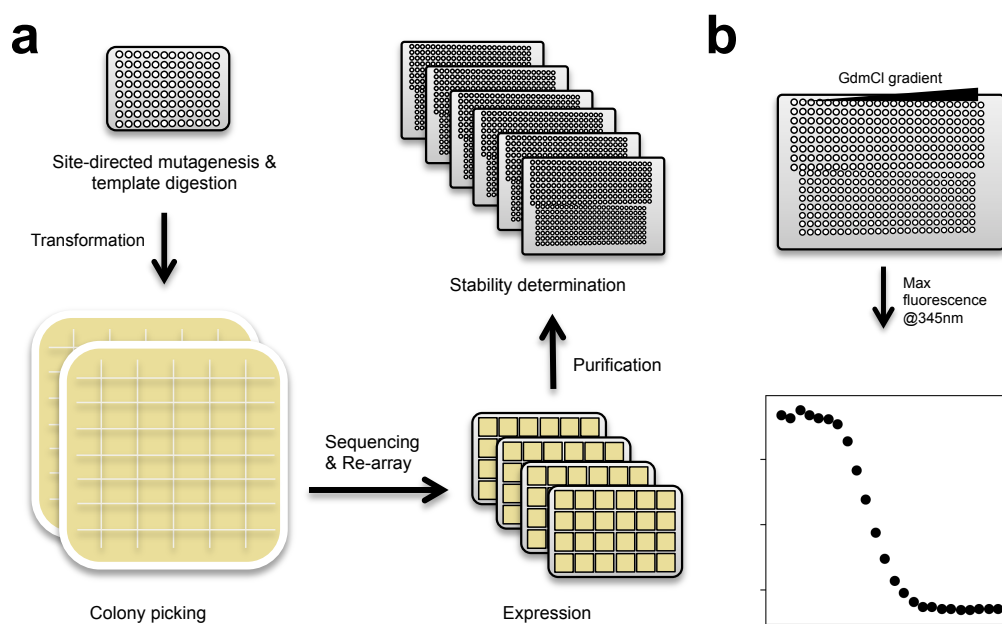 a
Site-directed mutagenesis &
template digestion
Transformation
Colony picking
Sequencing
& Re-array
Expression
Purification
Stability determination
b
GdmCl gradient
Max
fluorescence
@345nm